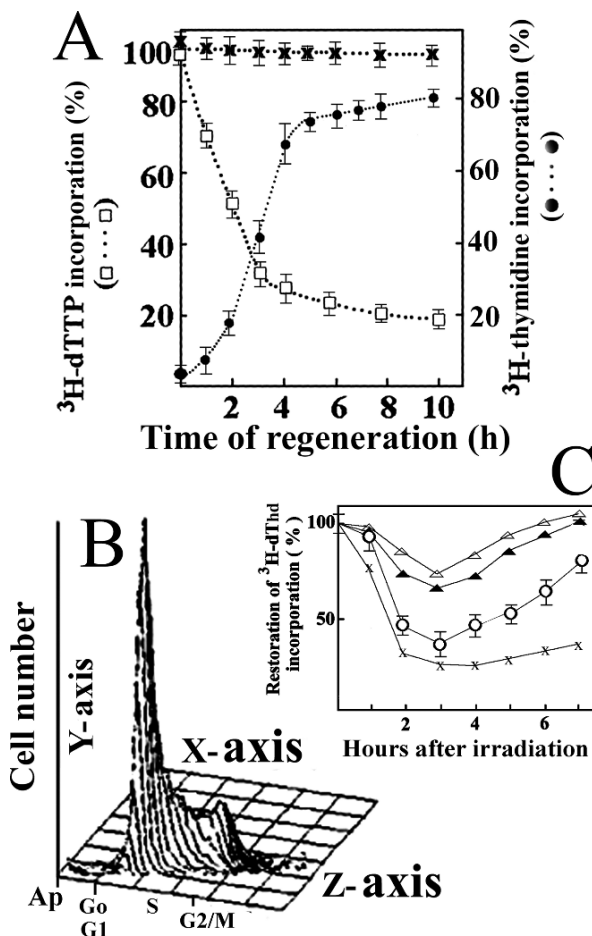 A
100
80
60
40
20
80
60
40
20
³H-dTTP incorporation (%)
(□ ··· □)
³H-thymidine incorporation (%)
(● ··· ●)
2 4 6 8 10
Time of regeneration (h)
B
Cell number
Y-axis
X-axis
Z-axis
Ap
Go
G1
S
G2/M
C
100
50
Restoration of ³H-dThd
incorporation ( % )
2 4 6
Hours after irradiation